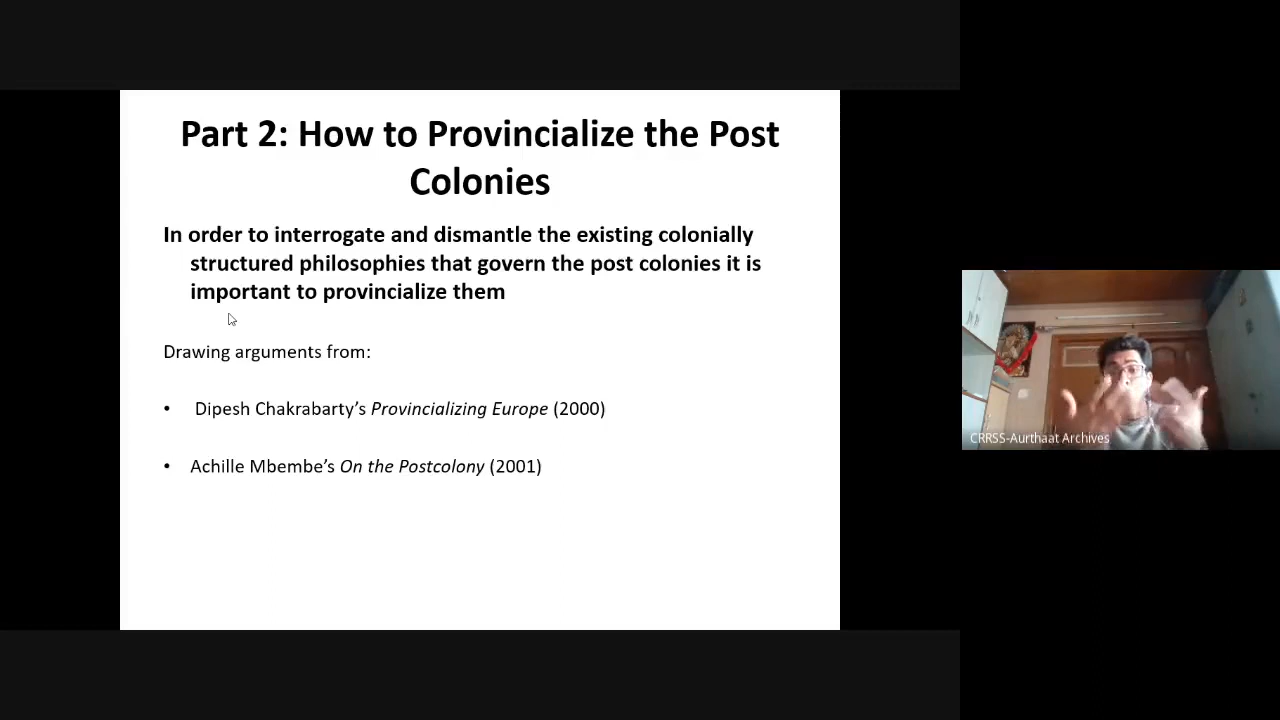 Part 2: How to Provincialize the Post
Colonies
In order to interrogate and dismantle the existing colonially
structured philosophies that govern the post colonies it is
important to provincialize them
Drawing arguments from:
• Dipesh Chakrabarty’s Provincializing Europe (2000)
• Achille Mbembe’s On the Postcolony (2001)
CRRSS-Aurthaat Archives